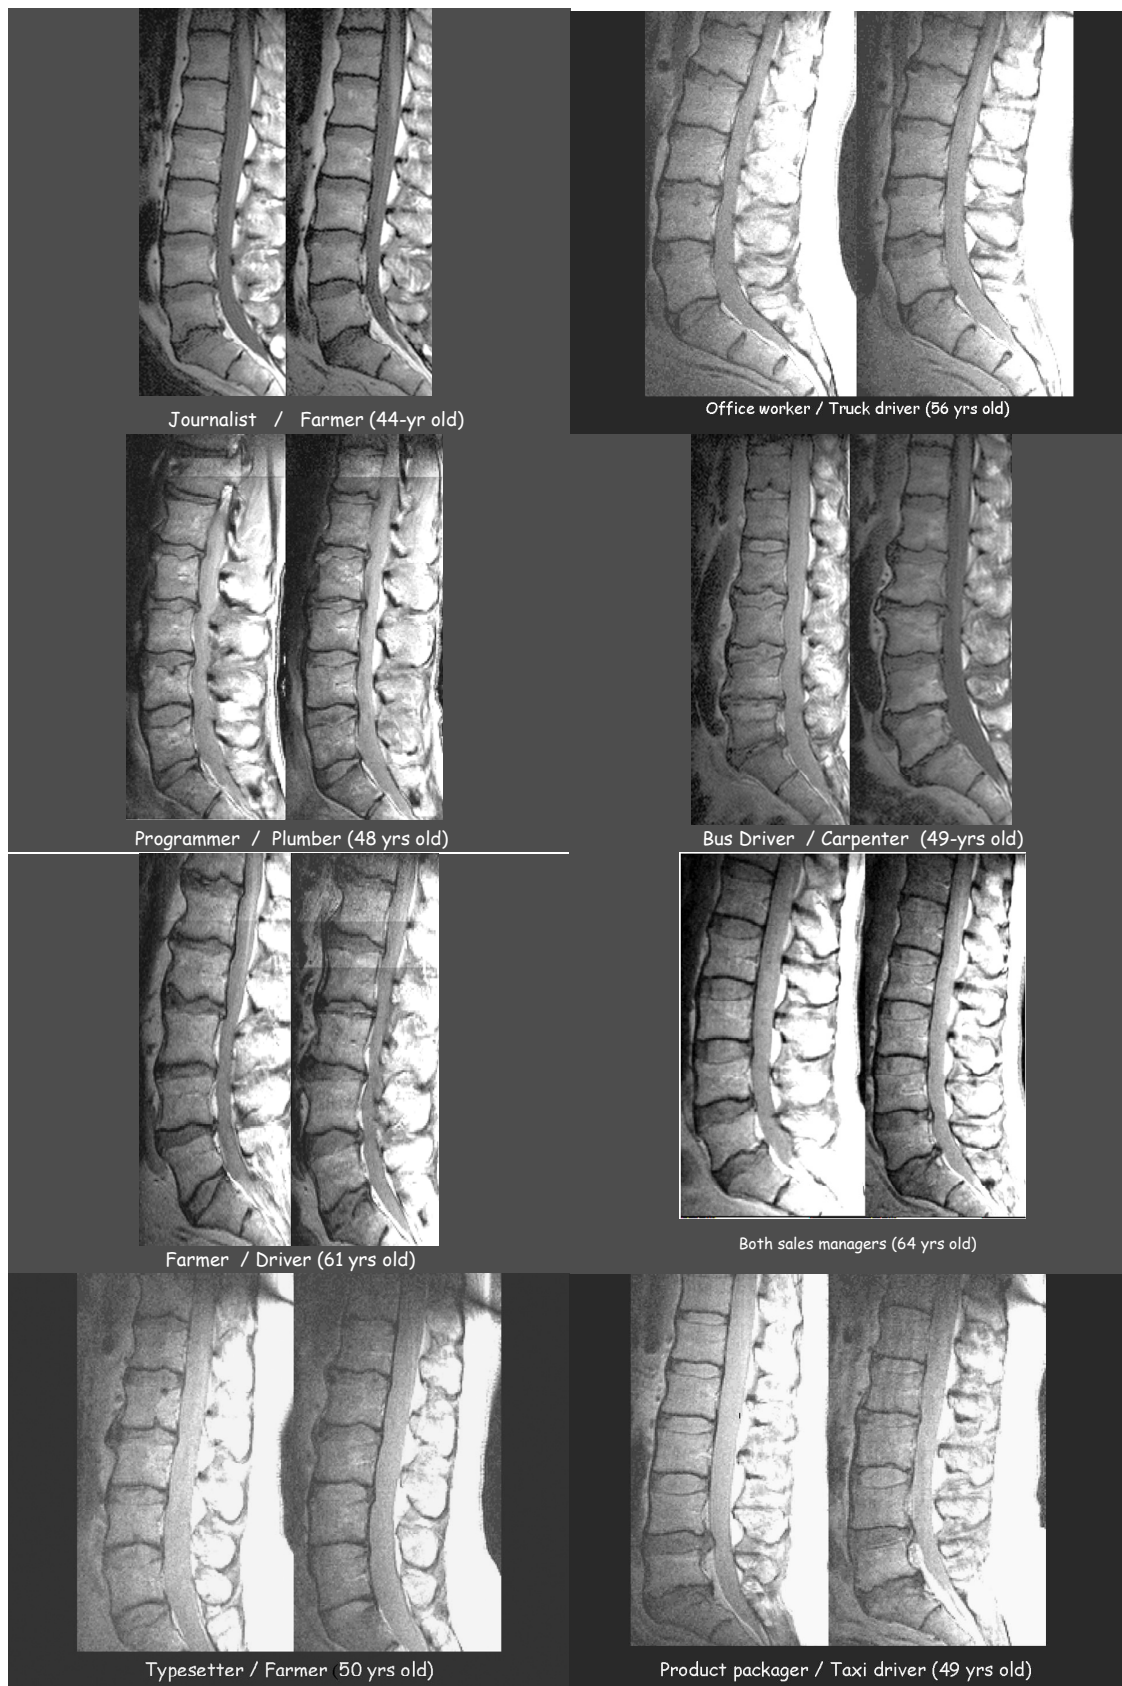 Journalist / Farmer (44-yr old)
Office worker / Truck driver (56 yrs old)
Programmer / Plumber (48 yrs old)
Bus Driver / Carpenter (49-yrs old)
Farmer / Driver (61 yrs old)
Both sales managers (64 yrs old)
Typesetter / Farmer (50 yrs old)
Product packager / Taxi driver (49 yrs old)